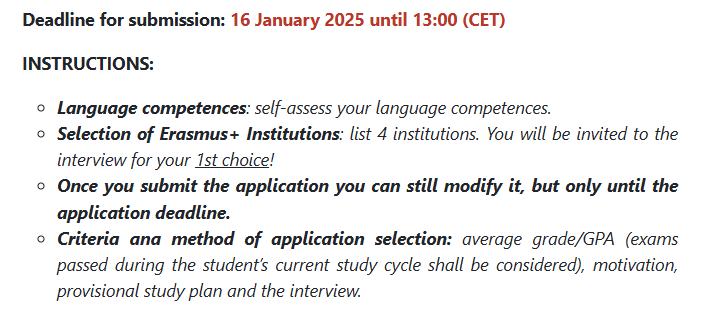 Deadline for submission: 16 January 2025 until 13:00 (CET)
INSTRUCTIONS:
Language competences: self-assess your language competences.
Selection of Erasmus+ Institutions: list 4 institutions. You will be invited to the
interview for your 1st choice!
Once you submit the application you can still modify it, but only until the
application deadline.
Criteria ana method of application selection: average grade/GPA (exams
passed during the student's current study cycle shall be considered), motivation,
provisional study plan and the interview.